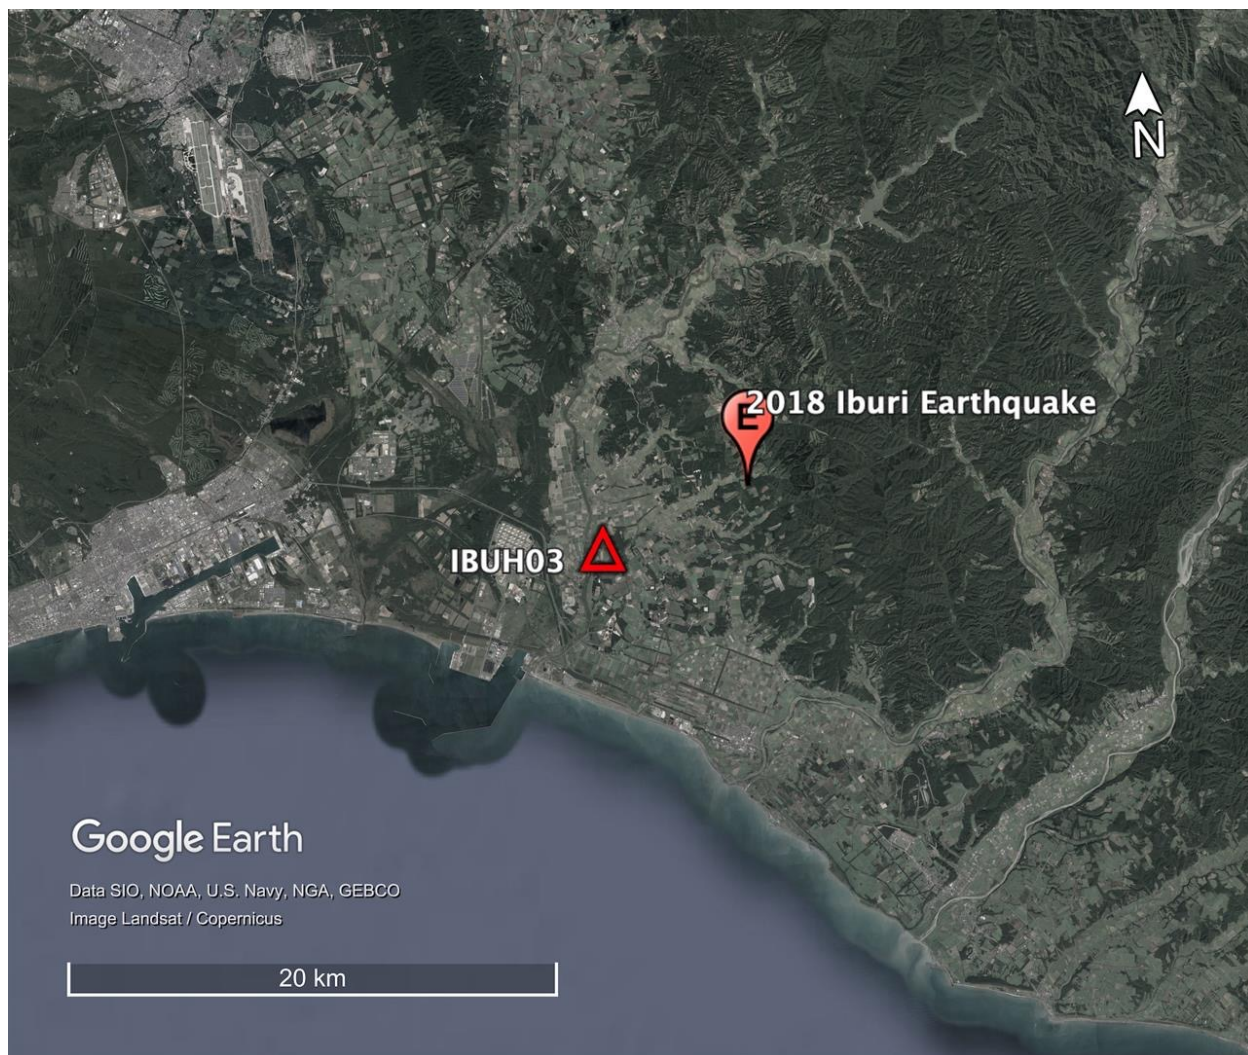 N
2018 Iburi Earthquake
E
IBUH03
Google Earth
Data SIO, NOAA, U.S. Navy, NGA, GEBCO
Image Landsat / Copernicus
20 km